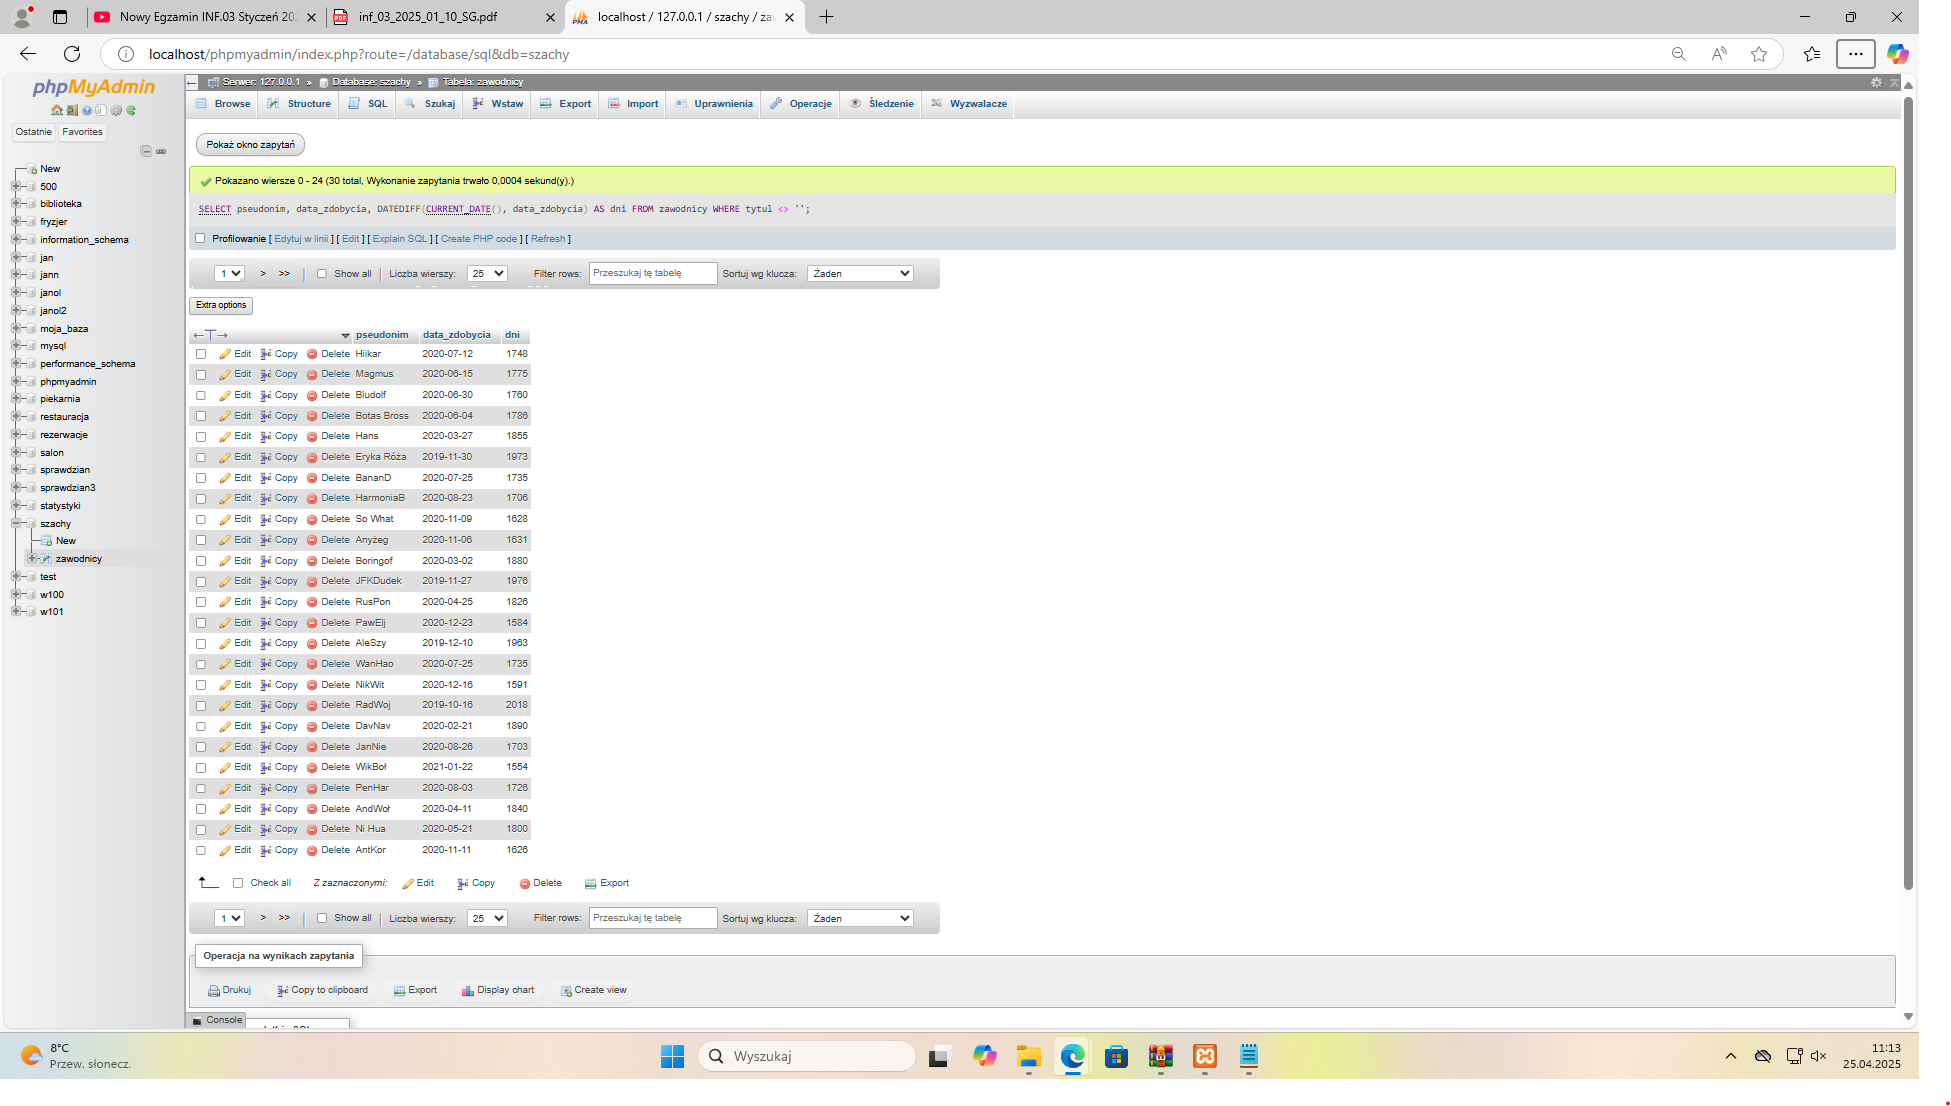 Nowy Egzamin INF.03 Styczeń 202
inf_03_2025_01_10_SG.pdf
localhost / 127.0.0.1 / szachy / zaw
localhost/phpmyadmin/index.php?route=/database/sql&db=szachy
phpMyAdmin
Ostatnie Favorites
New
500
biblioteka
fryzjer
information_schema
jan
jann
janol
janol2
moja_baza
mysql
performance_schema
phpmyadmin
piekarnia
restauracja
rezerwacje
salon
sprawdzian
sprawdzian3
statystyki
szachy
New
zawodnicy
test
w100
w101
Serwer: 127.0.0.1 » Database: szachy » Tabela: zawodnicy
Browse Structure SQL Szukaj Wstaw Export Import Uprawnienia Operacje Śledzenie Wyzwalacze
Pokaż okno zapytań
Pokazano wiersze 0 - 24 (30 total, Wykonanie zapytania trwało 0,0004 sekund(y).)
SELECT pseudonim, data_zdobycia, DATEDIFF(CURRENT_DATE(), data_zdobycia) AS dni FROM zawodnicy WHERE tytul <> '';
Profilowanie [ Edytuj w linii ] [ Edit ] [ Explain SQL ] [ Create PHP code ] [ Refresh ]
1 > >> | Show all | Liczba wierszy: 25 Filter rows: Przeszukaj tę tabelę Sortuj wg klucza: Żaden
Extra options
←T→ pseudonim data_zdobycia dni
Edit Copy Delete Hiikar 2020-07-12 1748
Edit Copy Delete Magmus 2020-06-15 1775
Edit Copy Delete Bludolf 2020-06-30 1760
Edit Copy Delete Botas Bross 2020-06-04 1786
Edit Copy Delete Hans 2020-03-27 1855
Edit Copy Delete Eryka Róża 2019-11-30 1973
Edit Copy Delete BananD 2020-07-25 1735
Edit Copy Delete HarmoniaB 2020-08-23 1706
Edit Copy Delete So What 2020-11-09 1628
Edit Copy Delete Anyżeg 2020-11-06 1631
Edit Copy Delete Boringof 2020-03-02 1880
Edit Copy Delete JFKDudek 2019-11-27 1976
Edit Copy Delete RusPon 2020-04-25 1826
Edit Copy Delete PawElj 2020-12-23 1584
Edit Copy Delete AleSzy 2019-12-10 1963
Edit Copy Delete WanHao 2020-07-25 1735
Edit Copy Delete NikWit 2020-12-16 1591
Edit Copy Delete RadWoj 2019-10-16 2018
Edit Copy Delete DavNav 2020-02-21 1890
Edit Copy Delete JanNie 2020-08-26 1703
Edit Copy Delete WikBoł 2021-01-22 1554
Edit Copy Delete PenHar 2020-08-03 1726
Edit Copy Delete AndWoł 2020-04-11 1840
Edit Copy Delete Ni Hua 2020-05-21 1800
Edit Copy Delete AntKor 2020-11-11 1626
Check all Z zaznaczonymi: Edit Copy Delete Export
1 > >> | Show all | Liczba wierszy: 25 Filter rows: Przeszukaj tę tabelę Sortuj wg klucza: Żaden
Operacja na wynikach zapytania
Drukuj Copy to clipboard Export Display chart Create view
Console
8°C
Przew. słonecz.
Wyszukaj
11:13
25.04.2025